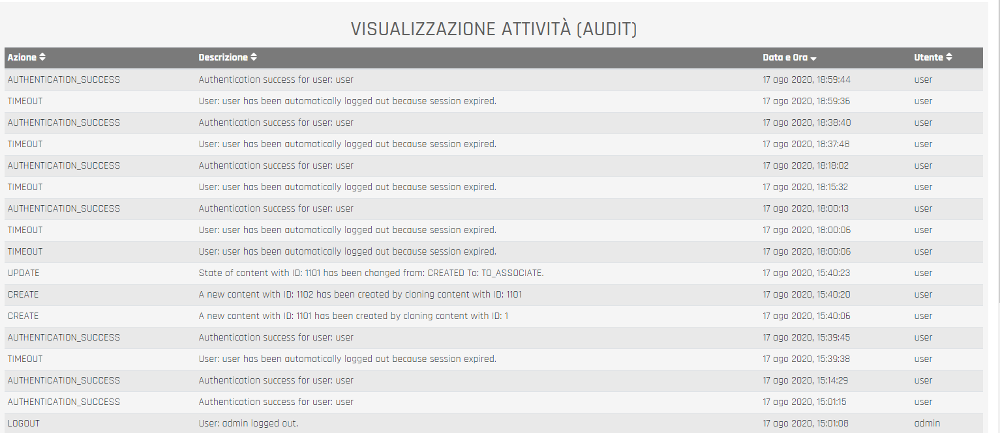 VISUALIZZAZIONE ATTIVITÀ (AUDIT)
Azione Descrizione Data e Ora Utente
AUTHENTICATION_SUCCESS Authentication success for user: user 17 ago 2020, 18:59:44 user
TIMEOUT User: user has been automatically logged out because session expired. 17 ago 2020, 18:59:36 user
AUTHENTICATION_SUCCESS Authentication success for user: user 17 ago 2020, 18:38:40 user
TIMEOUT User: user has been automatically logged out because session expired. 17 ago 2020, 18:37:48 user
AUTHENTICATION_SUCCESS Authentication success for user: user 17 ago 2020, 18:18:02 user
TIMEOUT User: user has been automatically logged out because session expired. 17 ago 2020, 18:15:32 user
AUTHENTICATION_SUCCESS Authentication success for user: user 17 ago 2020, 18:00:13 user
TIMEOUT User: user has been automatically logged out because session expired. 17 ago 2020, 18:00:06 user
TIMEOUT User: user has been automatically logged out because session expired. 17 ago 2020, 18:00:06 user
UPDATE State of content with ID: 1101 has been changed from: CREATED To: TO_ASSOCIATE. 17 ago 2020, 15:40:23 user
CREATE A new content with ID: 1102 has been created by cloning content with ID: 1101 17 ago 2020, 15:40:20 user
CREATE A new content with ID: 1101 has been created by cloning content with ID: 1 17 ago 2020, 15:40:06 user
AUTHENTICATION_SUCCESS Authentication success for user: user 17 ago 2020, 15:39:45 user
TIMEOUT User: user has been automatically logged out because session expired. 17 ago 2020, 15:39:38 user
AUTHENTICATION_SUCCESS Authentication success for user: user 17 ago 2020, 15:14:29 user
AUTHENTICATION_SUCCESS Authentication success for user: user 17 ago 2020, 15:01:15 user
LOGOUT User: admin logged out. 17 ago 2020, 15:01:08 admin